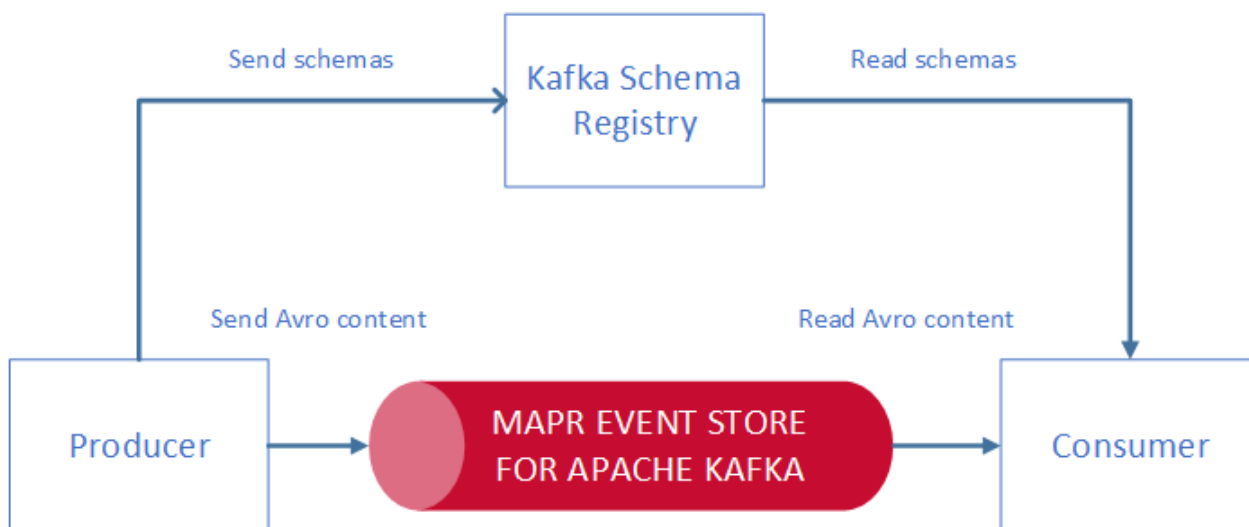 Send schemas
Kafka Schema
Registry
Read schemas
Send Avro content
Read Avro content
Producer
MAPR EVENT STORE
FOR APACHE KAFKA
Consumer